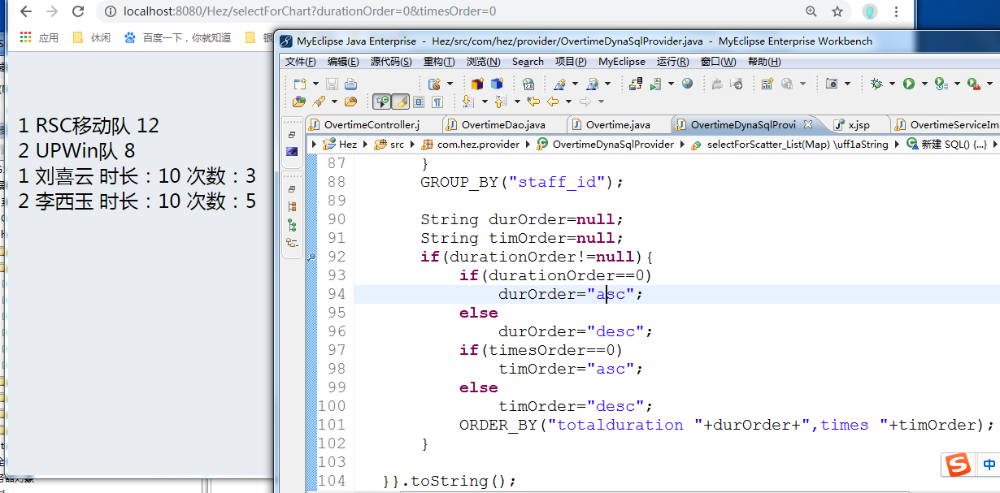 localhost:8080/Hez/selectForChart?durationOrder=0&timesOrder=0
应用 休闲 百度一下，你就知道 银
1 RSC移动队 12
2 UPWin队 8
1 刘喜云 时长：10 次数：3
2 李西玉 时长：10 次数：5
MyEclipse Java Enterprise - Hez/src/com/hez/provider/OvertimeDynaSqlProvider.java - MyEclipse Enterprise Workbench
文件(F) 编辑(E) 源代码(S) 重构(T) 浏览(N) Search 项目(P) MyEclipse 运行(R) 窗口(W) 帮助(H)
OvertimeController.j OvertimeDao.java Overtime.java OvertimeDynaSqlProvi x.jsp OvertimeServiceIm
Hez src com.hez.provider OvertimeDynaSqlProvider selectForScatter_List(Map) \uff1aString 新建 SQL() {...}
87 }
88 GROUP_BY("staff_id");
89
90 String durOrder=null;
91 String timOrder=null;
92 if(durationOrder!=null){
93 if(durationOrder==0)
94 durOrder="asc";
95 else
96 durOrder="desc";
97 if(timesOrder==0)
98 timOrder="asc";
99 else
100 timOrder="desc";
101 ORDER_BY("totalduration "+durOrder+",times "+timOrder);
102 }
103
104 }}.toString();
中